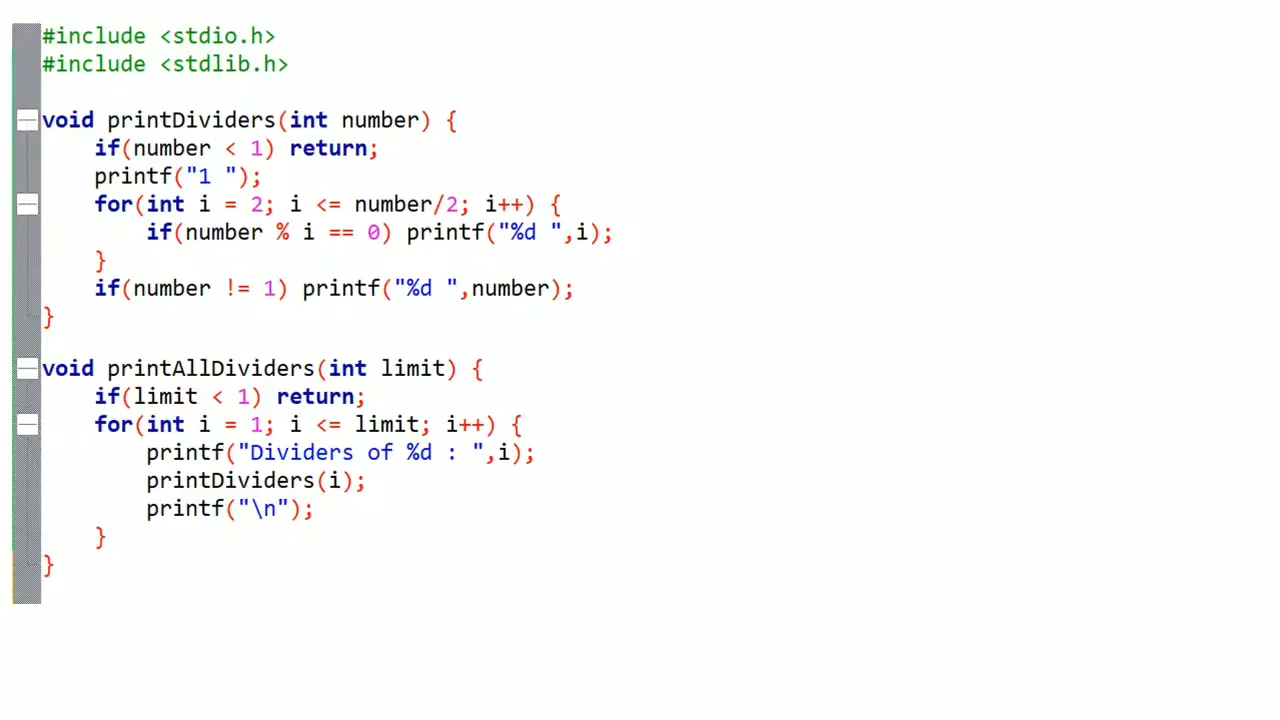 #include <stdio.h>
#include <stdlib.h>
void printDividers(int number) {
if(number < 1) return;
printf("1 ");
for(int i = 2; i <= number/2; i++) {
if(number % i == 0) printf("%d ",i);
}
if(number != 1) printf("%d ",number);
}
void printAllDividers(int limit) {
if(limit < 1) return;
for(int i = 1; i <= limit; i++) {
printf("Dividers of %d : ",i);
printDividers(i);
printf("\n");
}
}